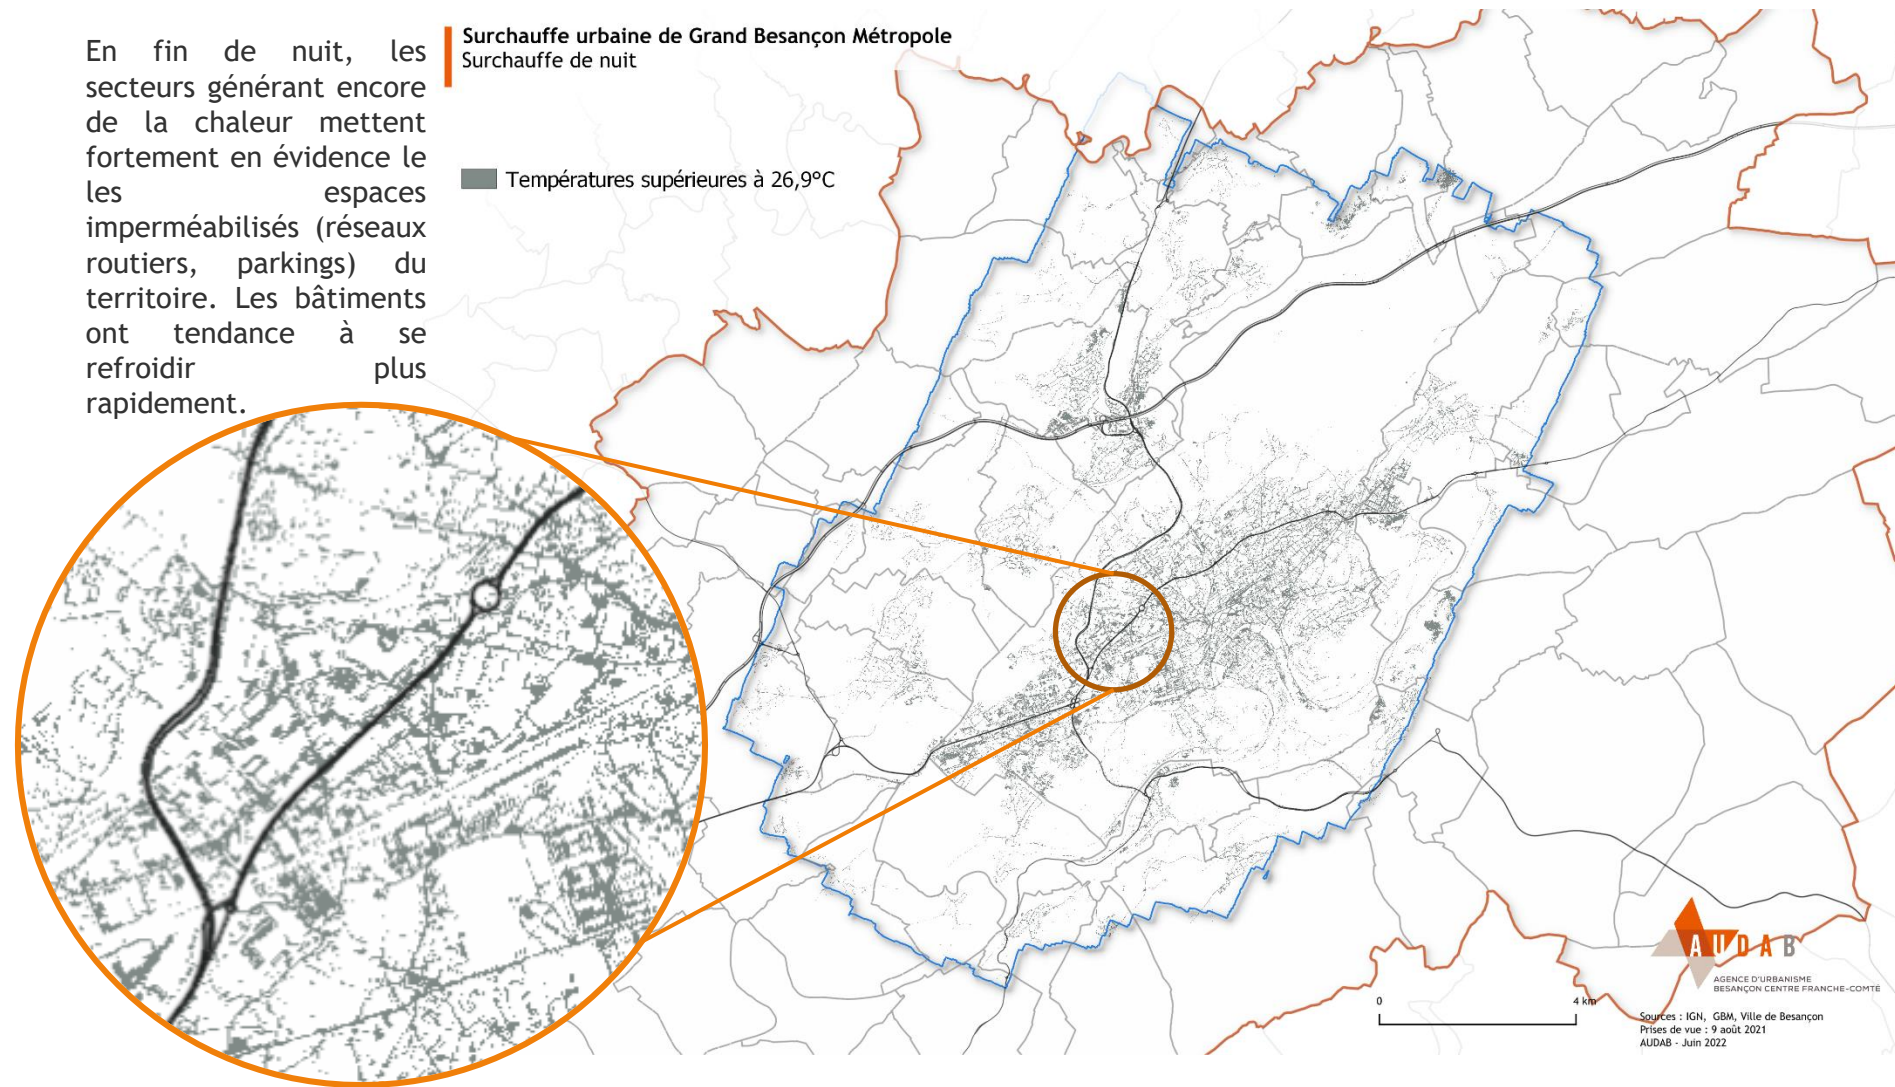 En fin de nuit, les
secteurs générant encore
de la chaleur mettent
fortement en évidence le
les espaces
imperméabilisés (réseaux
routiers, parkings) du
territoire. Les bâtiments
ont tendance à se
refroidir plus
rapidement.
Surchauffe urbaine de Grand Besançon Métropole
Surchauffe de nuit
Températures supérieures à 26,9°C
AUDAB
AGENCE D'URBANISME
BESANÇON CENTRE FRANCHE-COMTÉ
0 4 km
Sources : IGN, GBM, Ville de Besançon
Prises de vue : 9 août 2021
AUDAB - Juin 2022